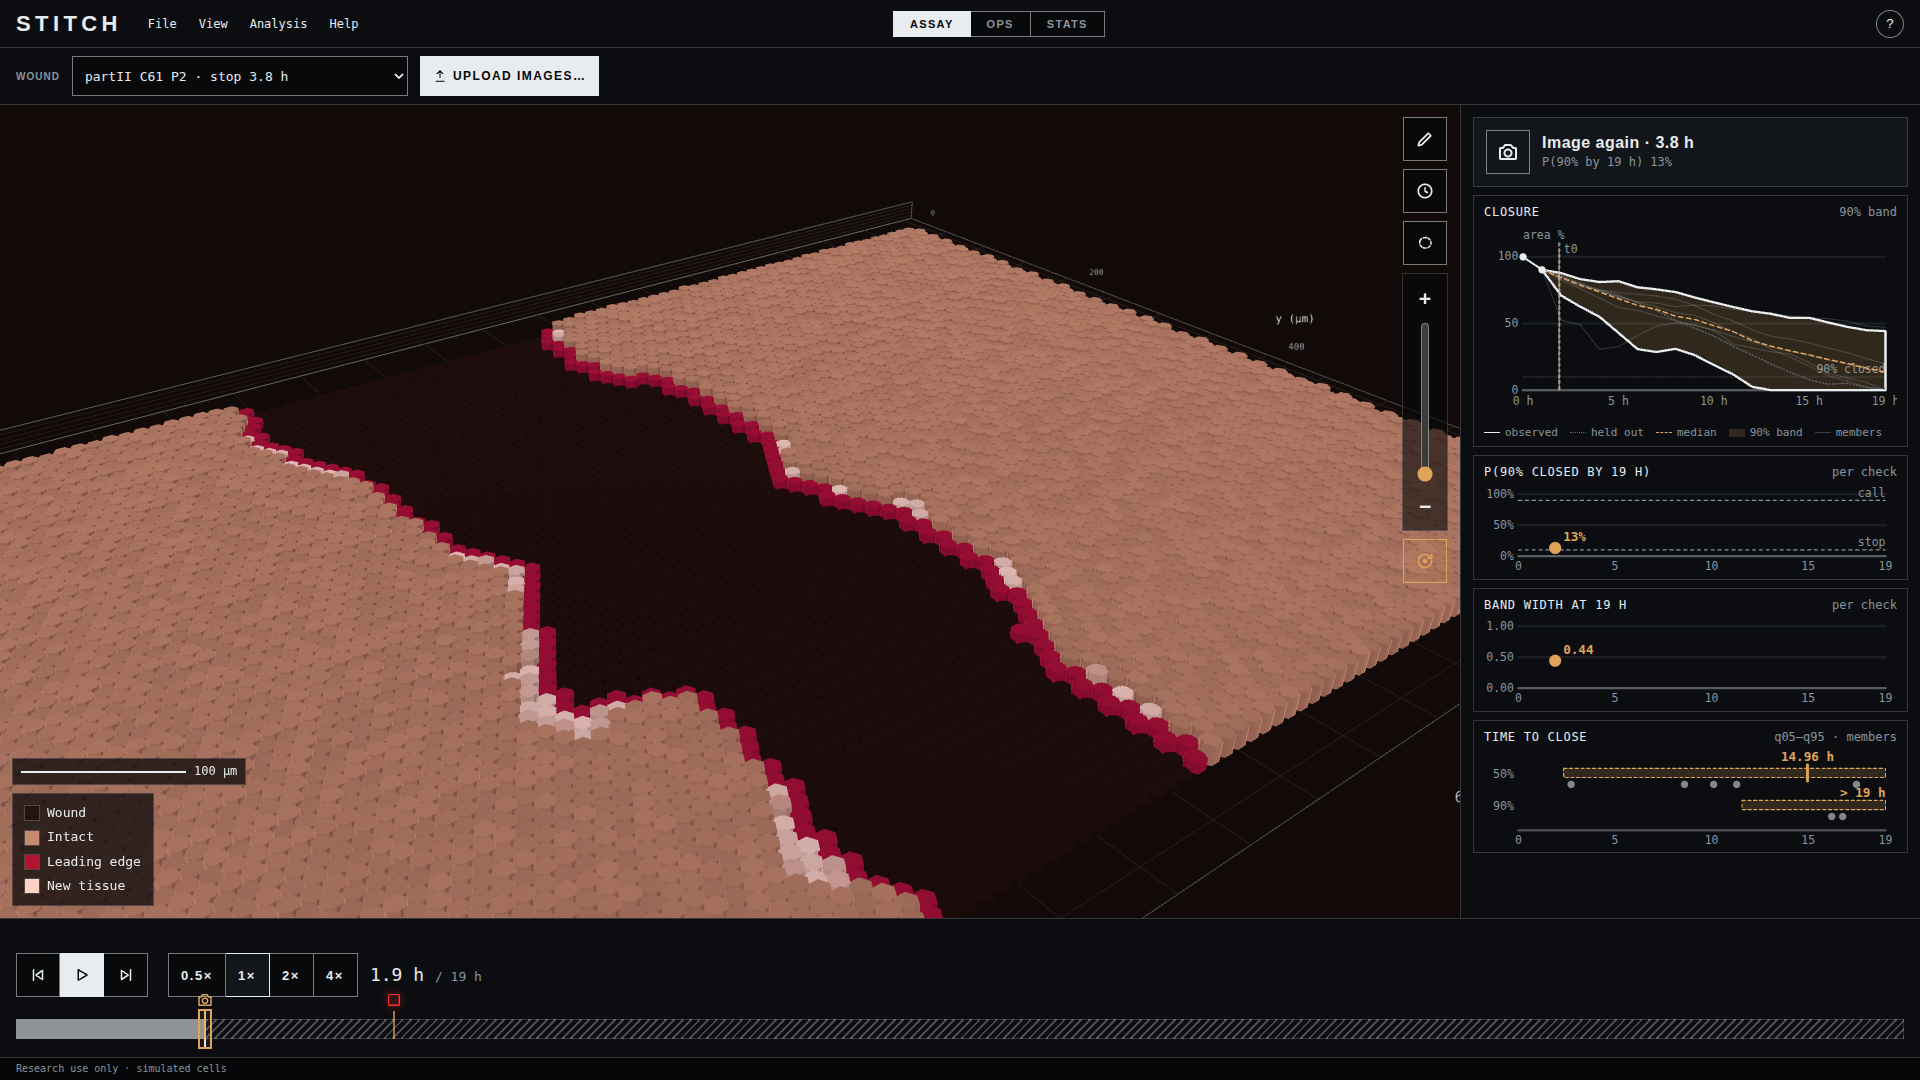 STITCH File View Analysis Help ASSAY OPS STATS ?
WOUND partII C61 P2 · stop 3.8 h UPLOAD IMAGES...
0
200
y (µm)
400
6
+
−
100 µm
Wound
Intact
Leading edge
New tissue
Image again · 3.8 h
P(90% by 19 h) 13%
CLOSURE 90% band
area %
t0
100
50
90% closed
0
0 h 5 h 10 h 15 h 19 h
observed held out median 90% band members
P(90% CLOSED BY 19 H) per check
100% call
50%
13%
stop
0%
0 5 10 15 19
BAND WIDTH AT 19 H per check
1.00
0.50 0.44
0.00
0 5 10 15 19
TIME TO CLOSE q05–q95 · members
14.96 h
50%
> 19 h
90%
0 5 10 15 19
0.5× 1× 2× 4× 1.9 h / 19 h
Research use only · simulated cells